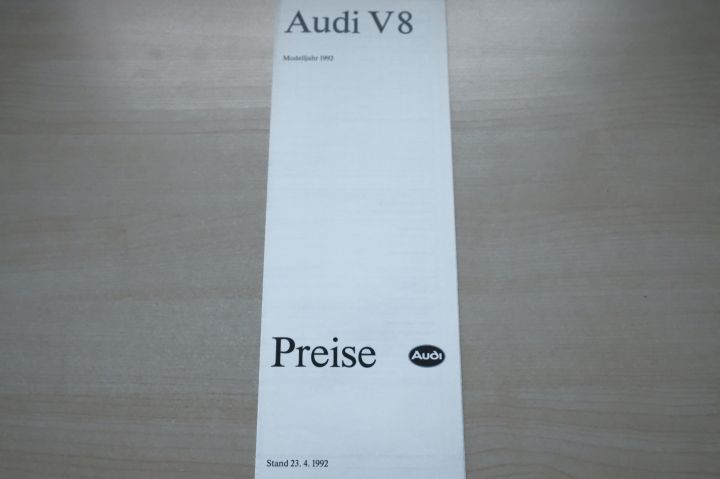 Audi V8
Modelljahr 1992
Preise
Audi
Stand 23. 4. 1992